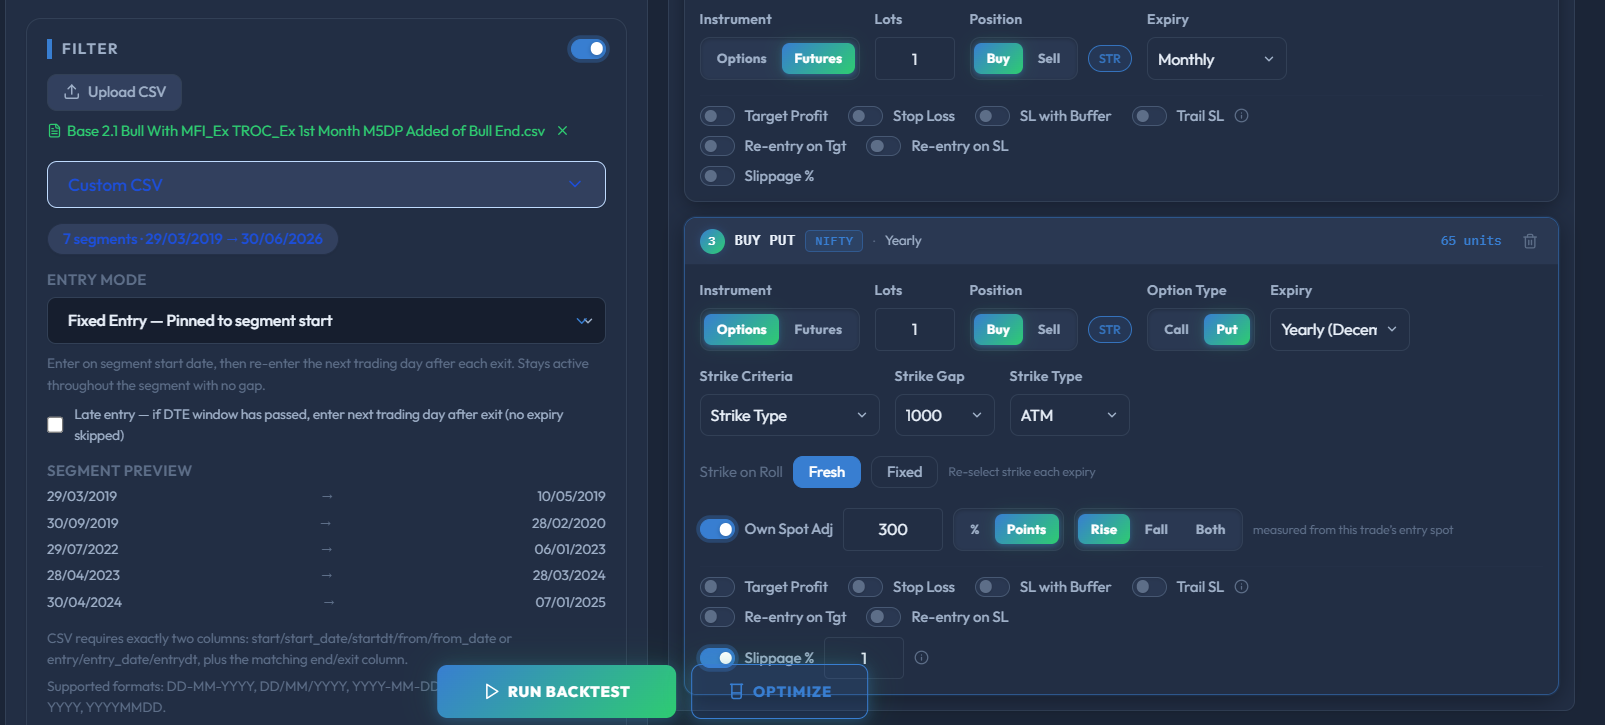 FILTER
Upload CSV
Base 2.1 Bull With MFI_Ex TROC_Ex 1st Month M5DP Added of Bull End.csv ×
Custom CSV
7 segments · 29/03/2019 → 30/06/2026
ENTRY MODE
Fixed Entry — Pinned to segment start
Enter on segment start date, then re-enter the next trading day after each exit. Stays active
throughout the segment with no gap.
Late entry — if DTE window has passed, enter next trading day after exit (no expiry
skipped)
SEGMENT PREVIEW
29/03/2019 → 10/05/2019
30/09/2019 → 28/02/2020
29/07/2022 → 06/01/2023
28/04/2023 → 28/03/2024
30/04/2024 → 07/01/2025
CSV requires exactly two columns: start/start_date/startdt/from/from_date or
entry/entry_date/entrydt, plus the matching end/exit column.
Supported formats: DD-MM-YYYY, DD/MM/YYYY, YYYY-MM-DD
YYYY, YYYYMMDD.
Instrument Lots Position Expiry
Options Futures 1 Buy Sell STR Monthly
Target Profit Stop Loss SL with Buffer Trail SL
Re-entry on Tgt Re-entry on SL
Slippage %
3 BUY PUT NIFTY · Yearly 65 units
Instrument Lots Position Option Type Expiry
Options Futures 1 Buy Sell STR Call Put Yearly (Decem
Strike Criteria Strike Gap Strike Type
Strike Type 1000 ATM
Strike on Roll Fresh Fixed Re-select strike each expiry
Own Spot Adj 300 % Points Rise Fall Both measured from this trade's entry spot
Target Profit Stop Loss SL with Buffer Trail SL
Re-entry on Tgt Re-entry on SL
Slippage % 1
RUN BACKTEST OPTIMIZE